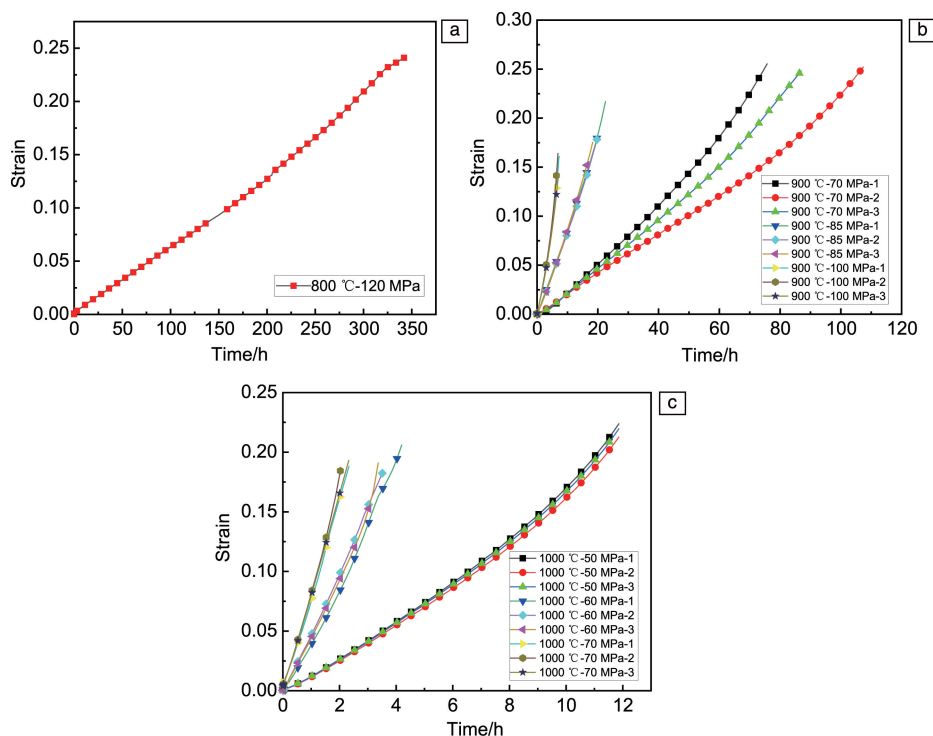 a
0.25
0.20
0.15
0.10
0.05
0.00
Strain
800 ℃-120 MPa
0 50 100 150 200 250 300 350
Time/h
b
0.30
0.25
0.20
0.15
0.10
0.05
0.00
Strain
900 ℃-70 MPa-1
900 ℃-70 MPa-2
900 ℃-70 MPa-3
900 ℃-85 MPa-1
900 ℃-85 MPa-2
900 ℃-85 MPa-3
900 ℃-100 MPa-1
900 ℃-100 MPa-2
900 ℃-100 MPa-3
0 20 40 60 80 100 120
Time/h
c
0.25
0.20
0.15
0.10
0.05
0.00
Strain
1000 ℃-50 MPa-1
1000 ℃-50 MPa-2
1000 ℃-50 MPa-3
1000 ℃-60 MPa-1
1000 ℃-60 MPa-2
1000 ℃-60 MPa-3
1000 ℃-70 MPa-1
1000 ℃-70 MPa-2
1000 ℃-70 MPa-3
0 2 4 6 8 10 12
Time/h